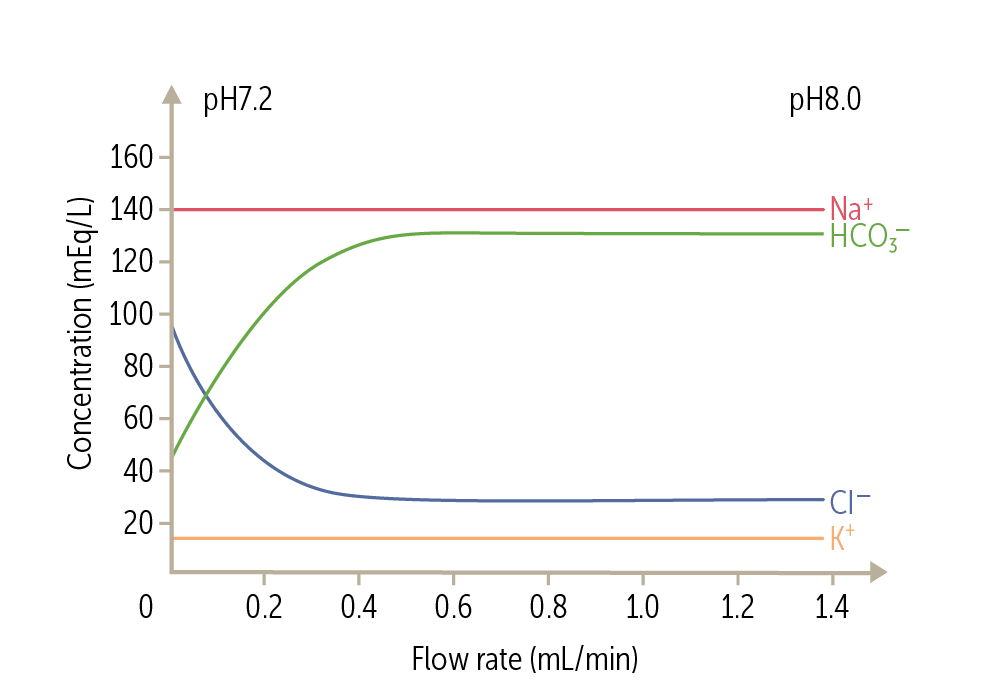 pH7.2
pH8.0
Concentration (mEq/L)
160
140
120
100
80
60
40
20
Na⁺
HCO₃⁻
Cl⁻
K⁺
0 0.2 0.4 0.6 0.8 1.0 1.2 1.4
Flow rate (mL/min)